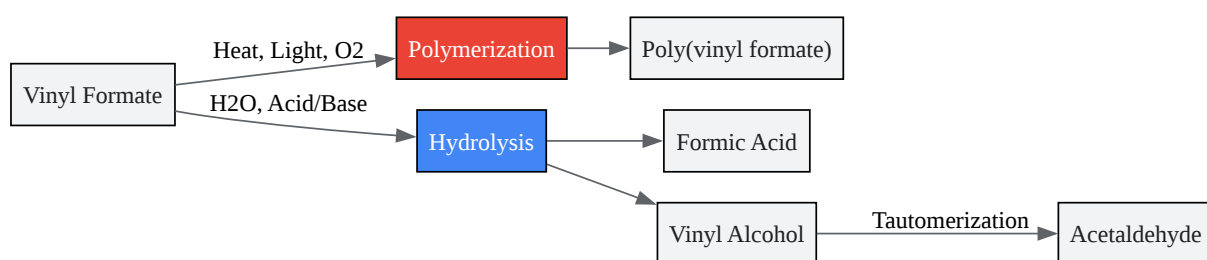 Heat, Light, O2
Polymerization
Poly(vinyl formate)
Vinyl Formate
H2O, Acid/Base
Hydrolysis
Formic Acid
Vinyl Alcohol
Tautomerization
Acetaldehyde